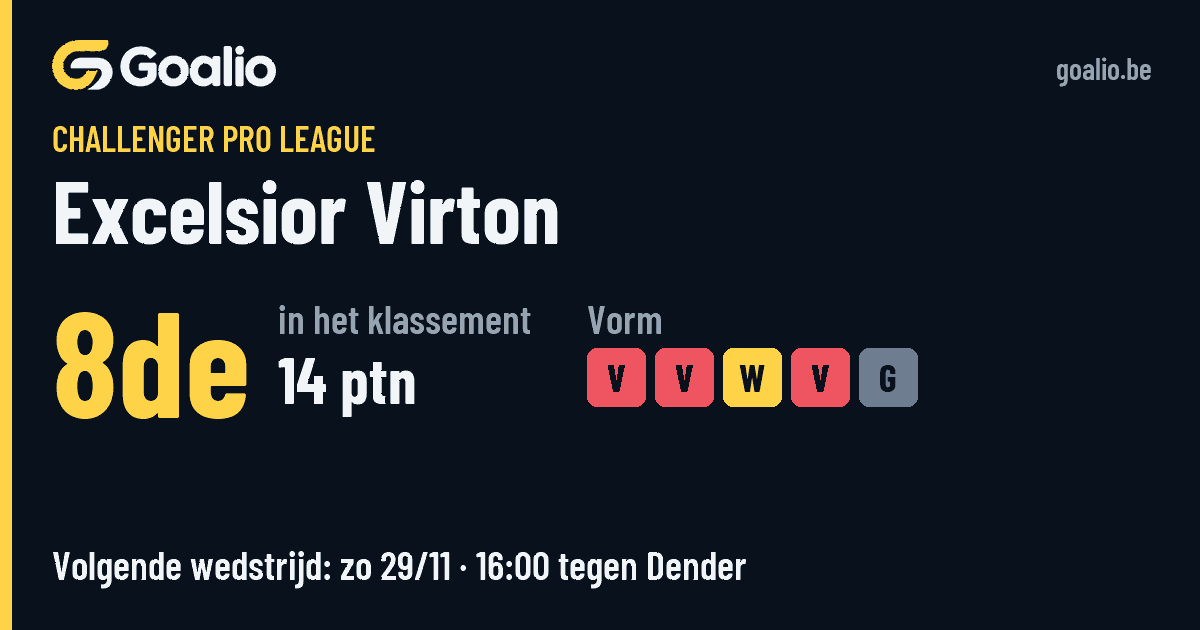 Goalio
goalio.be
CHALLENGER PRO LEAGUE
Excelsior Virton
8de
in het klassement
14 ptn
Vorm
V V W V G
Volgende wedstrijd: zo 29/11 · 16:00 tegen Dender